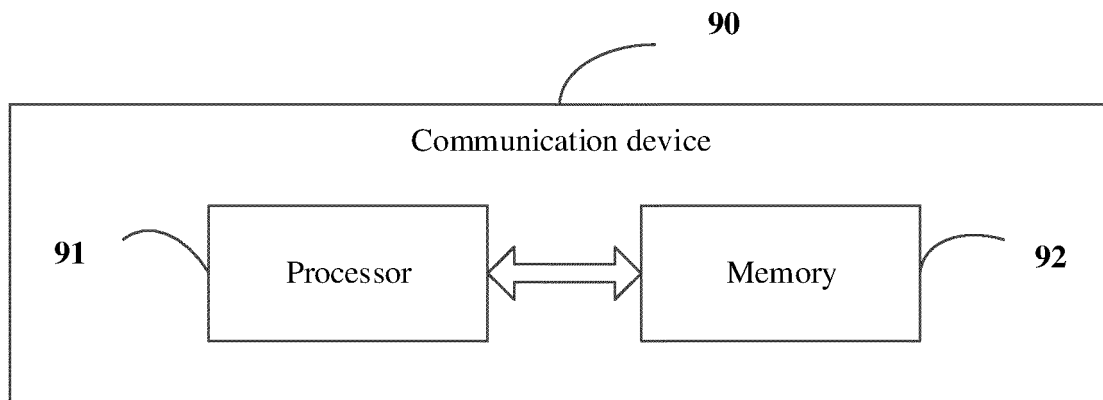 90
Communication device
91
Processor
Memory
92